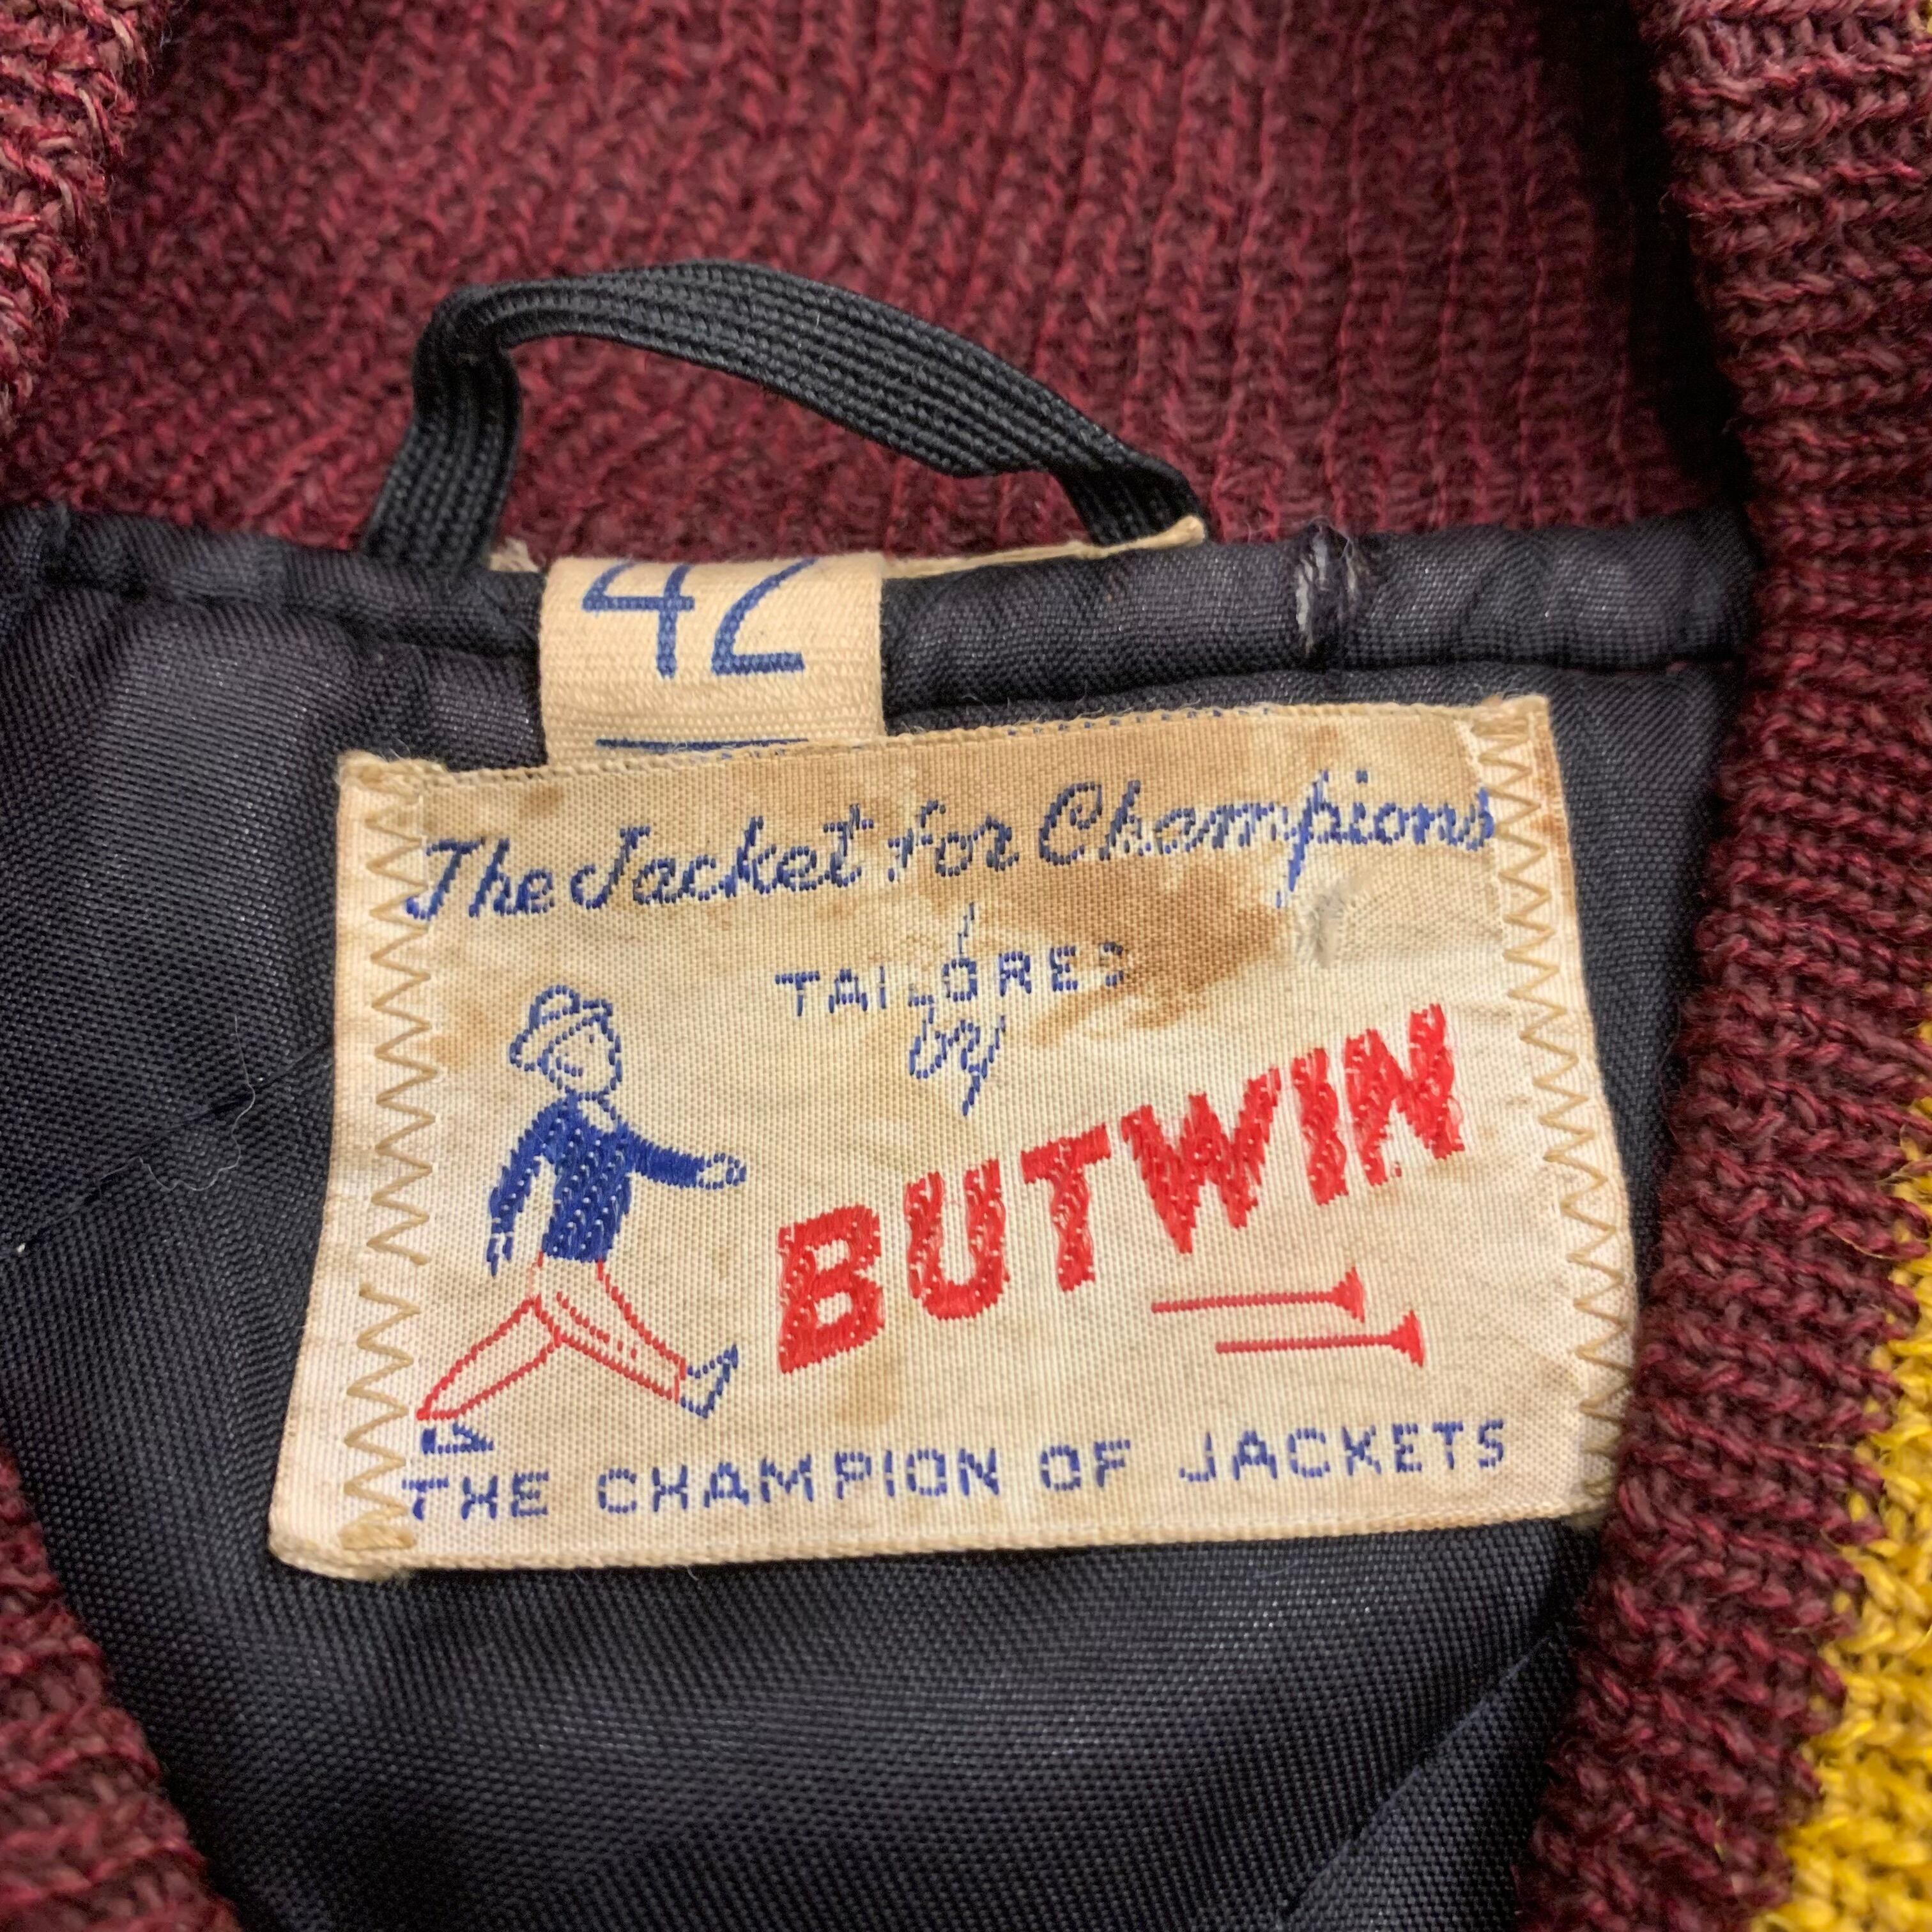 42
The Jacket for Champions
TAILORED
by
BUTWIN
THE CHAMPION OF JACKETS